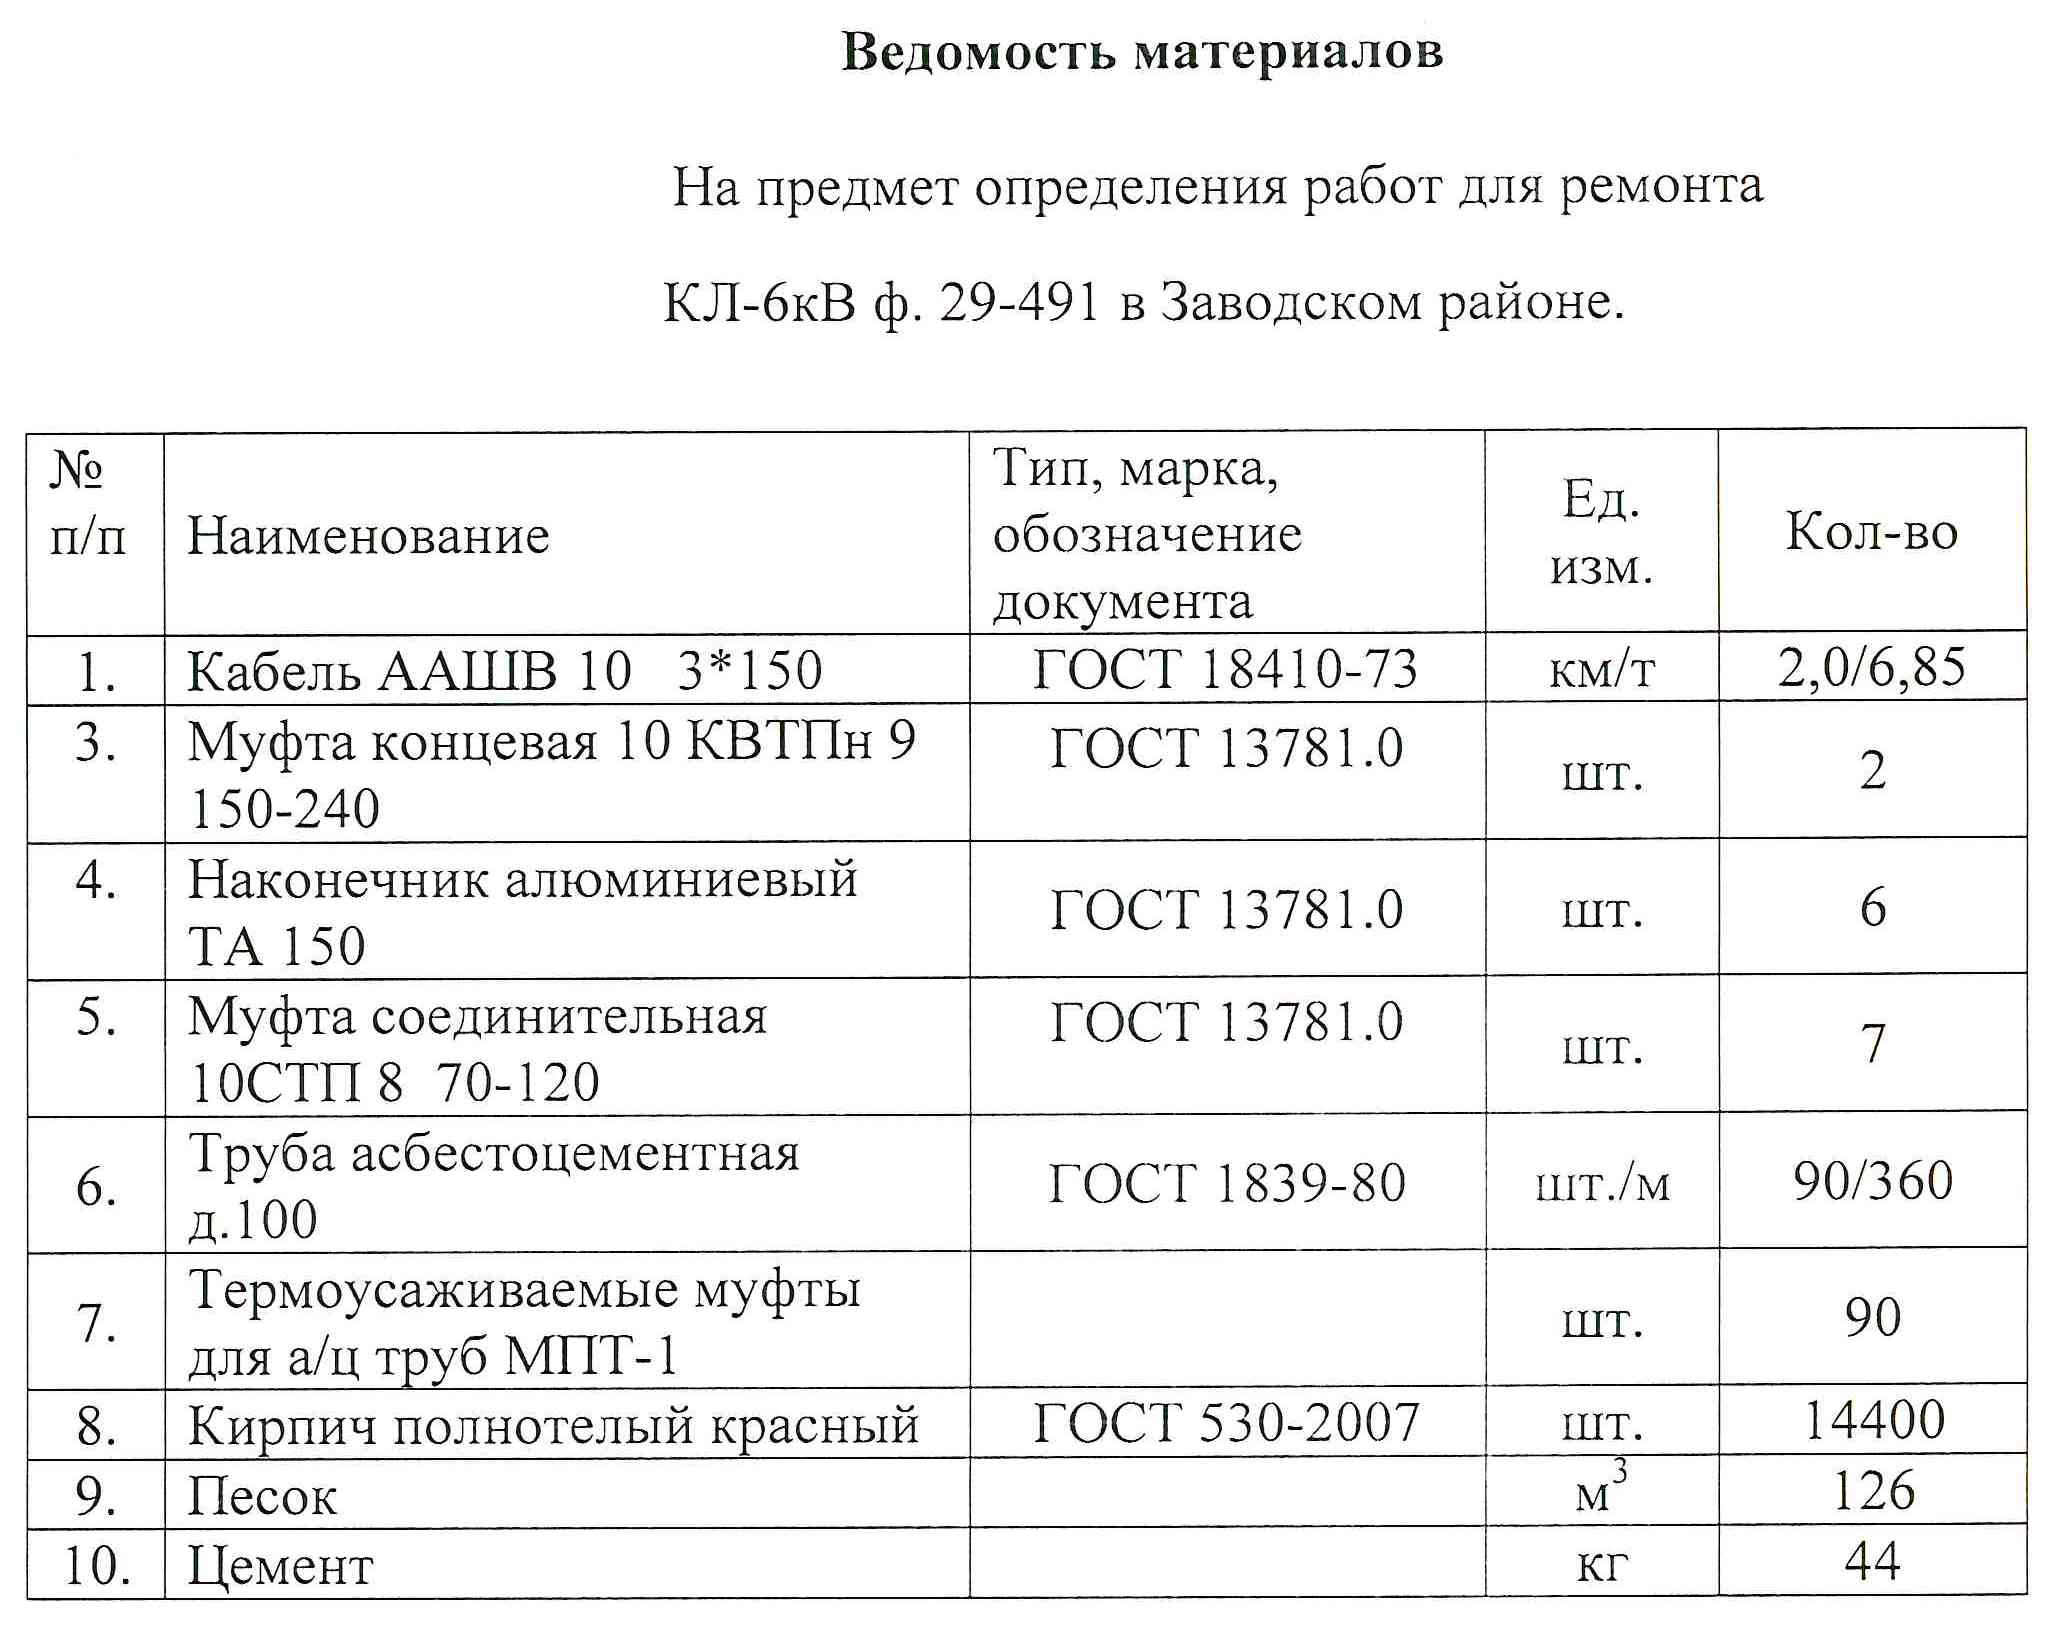 Ведомость материалов
На предмет определения работ для ремонта
КЛ-6кВ ф. 29-491 в Заводском районе.
№ п/п Наименование Тип, марка, обозначение документа Ед. изм. Кол-во
1. Кабель ААШВ 10 3*150 ГОСТ 18410-73 км/т 2,0/6,85
3. Муфта концевая 10 КВТПн 9 150-240 ГОСТ 13781.0 шт. 2
4. Наконечник алюминиевый ТА 150 ГОСТ 13781.0 шт. 6
5. Муфта соединительная 10СТП 8 70-120 ГОСТ 13781.0 шт. 7
6. Труба асбестоцементная д.100 ГОСТ 1839-80 шт./м 90/360
7. Термоусаживаемые муфты для а/ц труб МПТ-1 шт. 90
8. Кирпич полнотелый красный ГОСТ 530-2007 шт. 14400
9. Песок м³ 126
10. Цемент кг 44